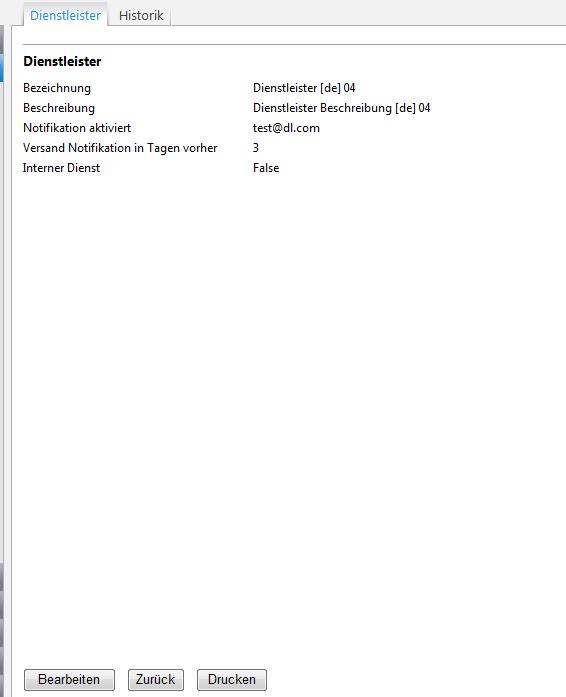 Dienstleister Historik
Dienstleister
Bezeichnung Dienstleister [de] 04
Beschreibung Dienstleister Beschreibung [de] 04
Notifikation aktiviert test@dl.com
Versand Notifikation in Tagen vorher 3
Interner Dienst False
Bearbeiten Zurück Drucken